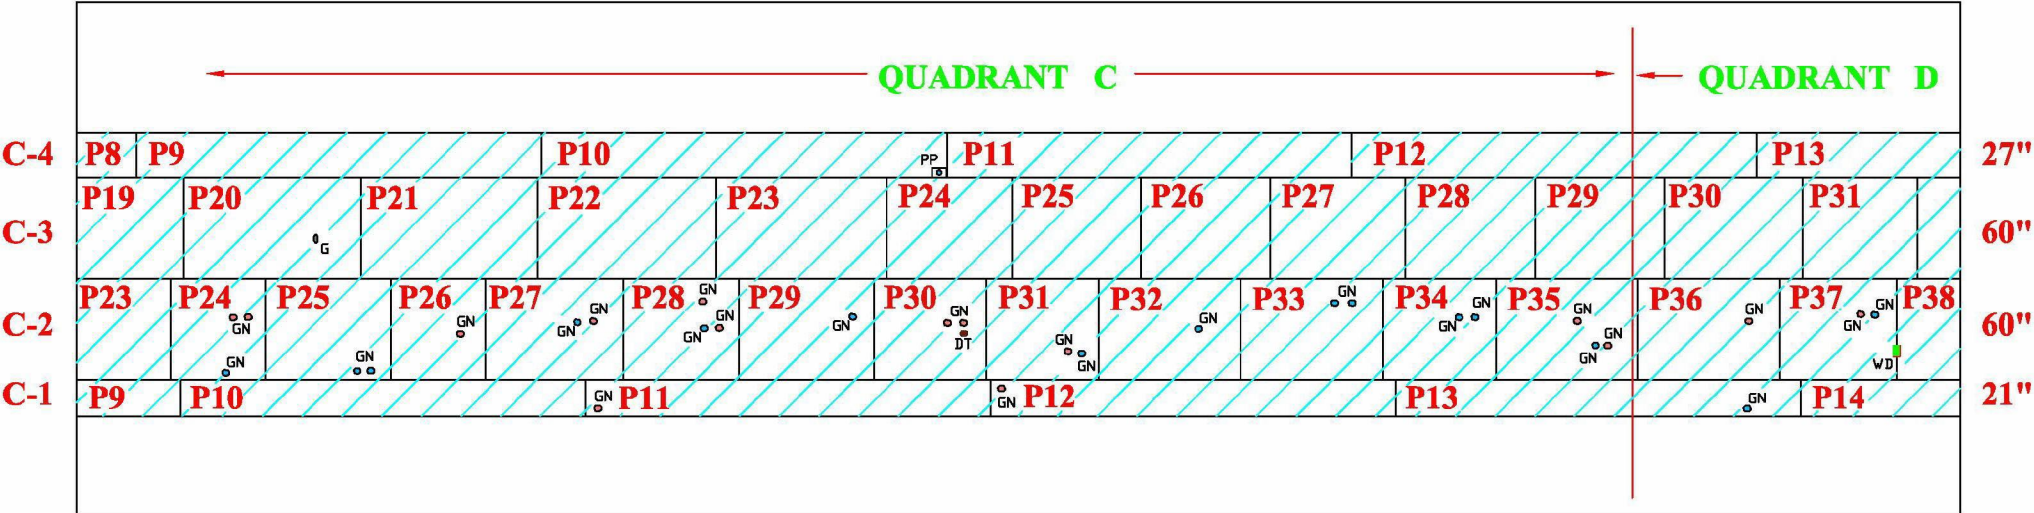 QUADRANT C QUADRANT D
C-4 P8 P9 P10 PP P11 P12 P13 27"
C-3 P19 P20 G P21 P22 P23 P24 P25 P26 P27 P28 P29 P30 P31 60"
C-2 P23 P24 GN GN P25 GN P26 GN P27 GN GN P28 GN GN GN P29 GN P30 GN DT P31 GN GN P32 GN P33 GN P34 GN GN P35 GN GN GN P36 GN P37 GN GN WD P38 60"
C-1 P9 P10 GN P11 GN P12 P13 GN P14 21"